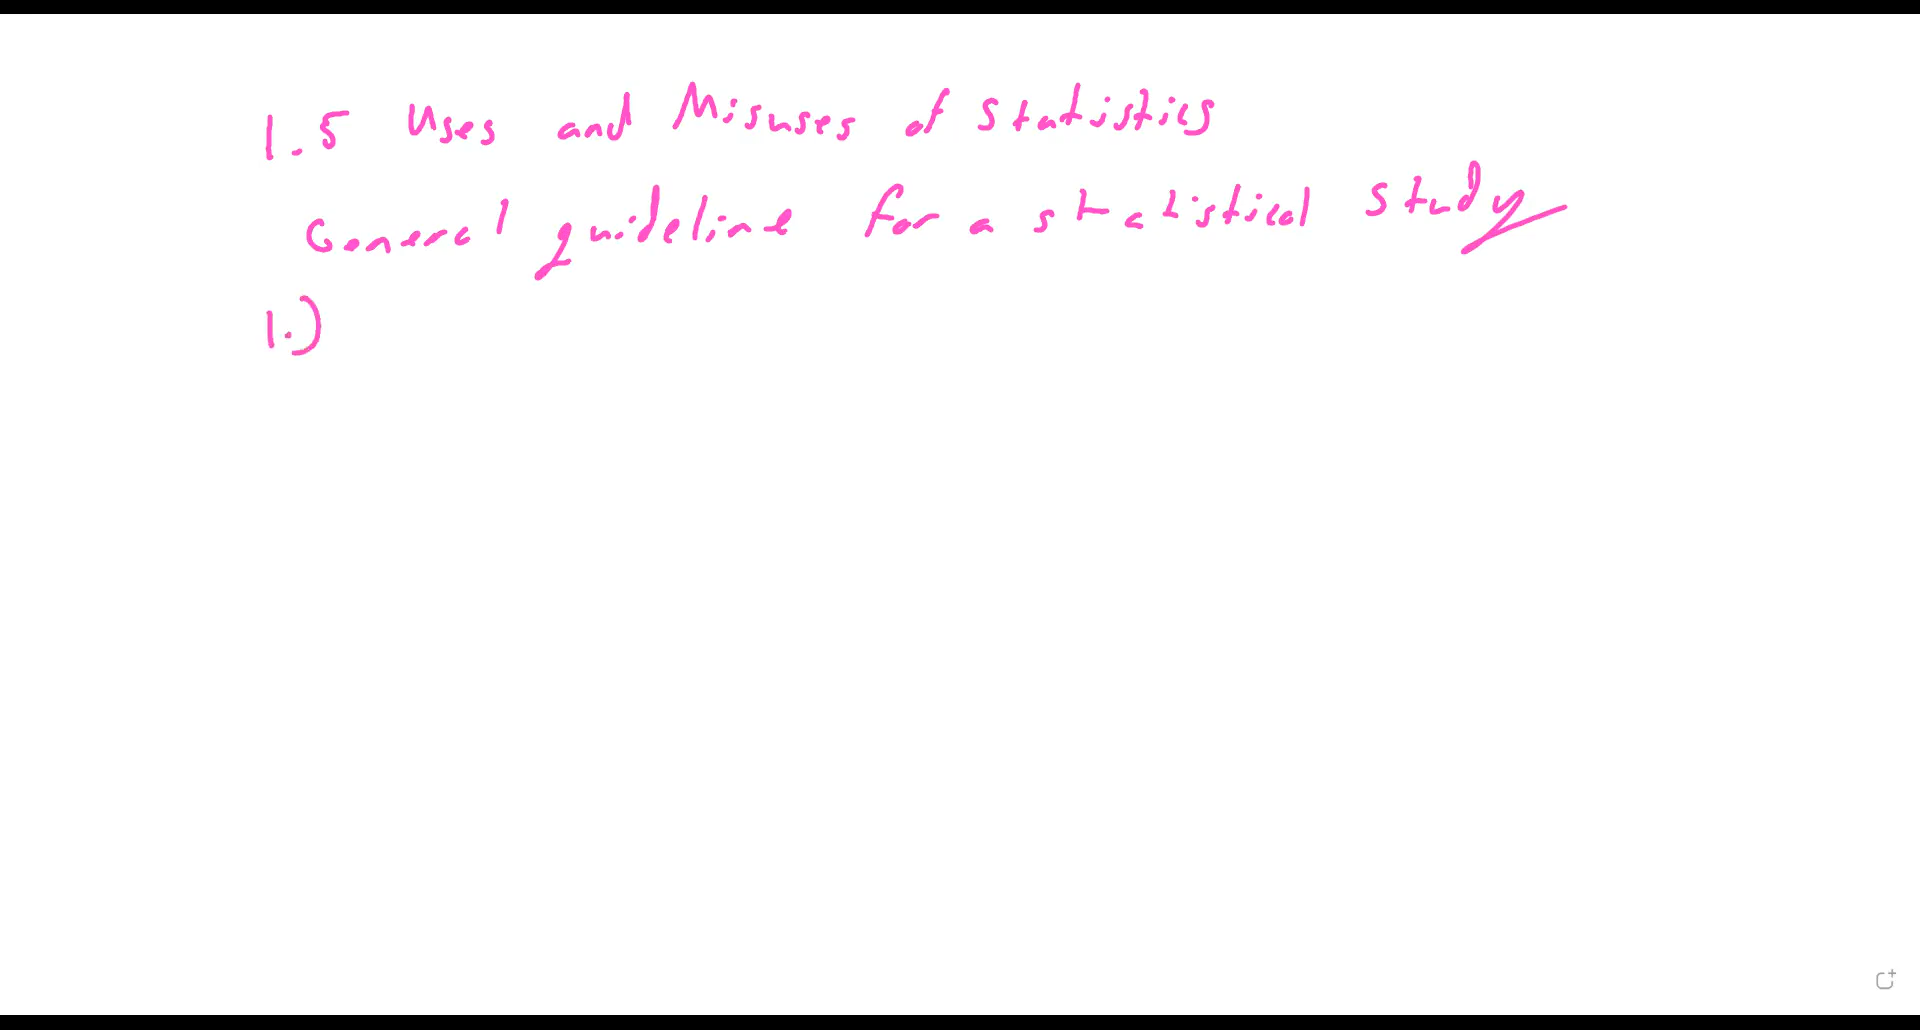 1.5 Uses and Misuses of statistics
General guideline for a statistical study
1.)